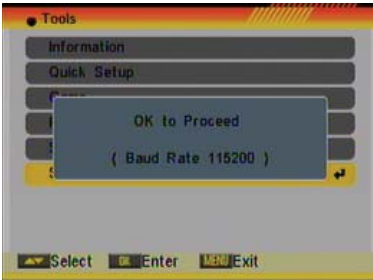 Tools
Information
Quick Setup
OK to Proceed
( Baud Rate 115200 )
Select OK Enter MENU Exit